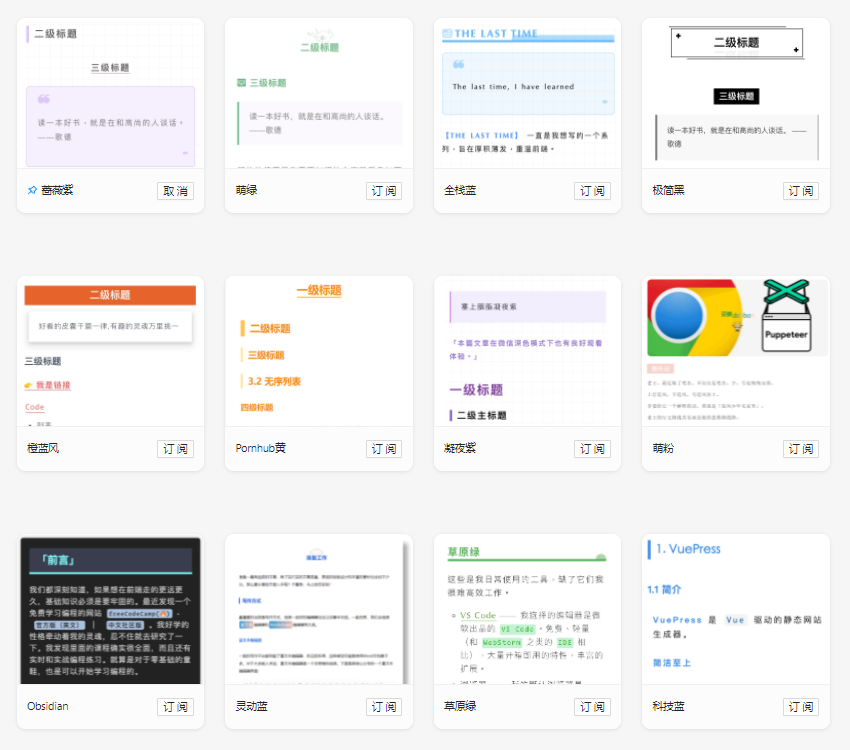 二级标题
三级标题
读一本好书，就是在和高尚的人谈话。
——歌德
蔷薇紫
取 消
二级标题
三级标题
读一本好书，就是在和高尚的人谈话。
——歌德
萌绿
订 阅
THE LAST TIME
The last time, I have learned
【THE LAST TIME】 一直是我想写的一个系
列，旨在厚积薄发，重温前端。
全栈蓝
订 阅
二级标题
三级标题
读一本好书，就是在和高尚的人谈话。 ——
歌德
极简黑
订 阅
二级标题
好看的皮囊千篇一律,有趣的灵魂万里挑一
三级标题
我是链接
Code
橙蓝风
订 阅
一级标题
二级标题
三级标题
3.2 无序列表
四级标题
Pornhub黄
订 阅
塞上胭脂凝夜紫
「本篇文章在微信深色模式下也有良好观看
体验。」
一级标题
二级主标题
凝夜紫
订 阅
Puppeteer
萌粉
订 阅
「前言」
我们都深刻知道，如果想在前端走的更远更
久，基础知识必须是要牢固的。最近发现一个
免费学习编程的网站 freeCodeCamp(🔥) -
官方版（英文） | 中文社区版 。我好学的
性格牵动着我的灵魂，忍不住就去研究了一
下。我发现里面的课程确实很全面，而且还有
实时和实战编程练习。就算是对于零基础的童
鞋，也是可以开始学习编程的。
Obsidian
订 阅
灵动蓝
订 阅
草原绿
这些是我日常使用的工具，缺了它们我
很难高效工作。
VS Code —— 我选择的编辑器是微
软出品的 VS Code。免费、轻量
（和 WebStorm 之类的 IDE 相
比）、大量开箱即用的特性、丰富的
扩展。
草原绿
订 阅
1. VuePress
1.1 简介
VuePress 是 Vue 驱动的静态网站
生成器。
简洁至上
科技蓝
订 阅